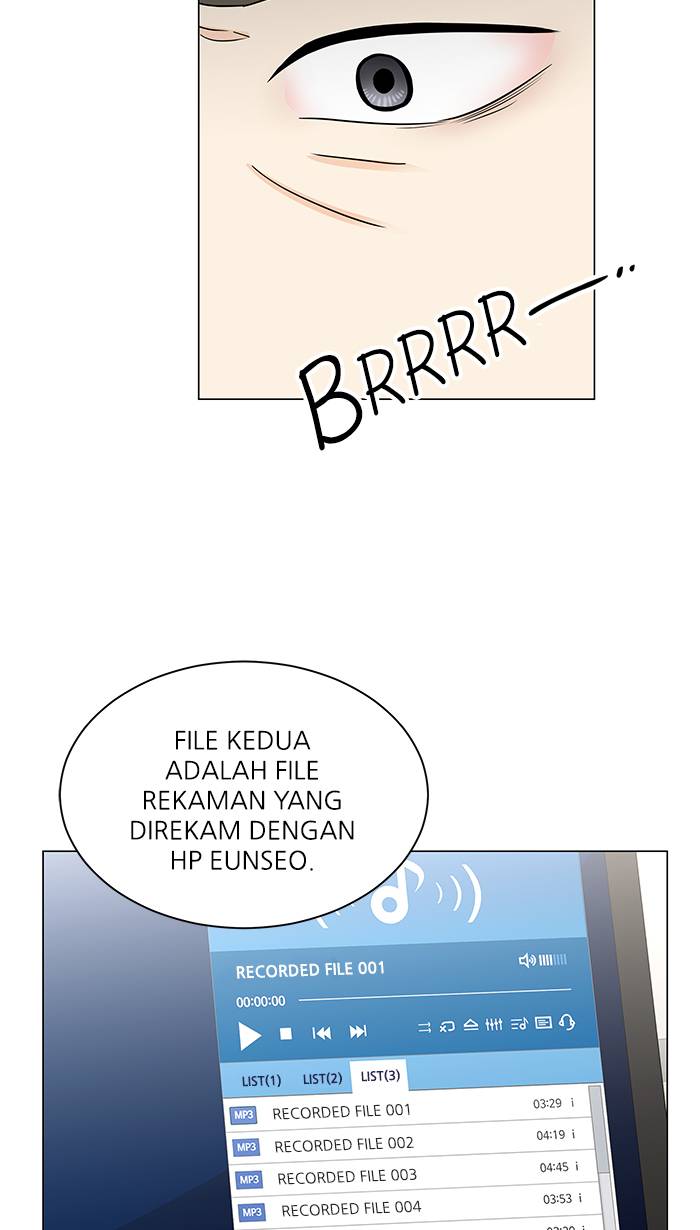 BRRRR—..
FILE KEDUA
ADALAH FILE
REKAMAN YANG
DIREKAM DENGAN
HP EUNSEO.
RECORDED FILE 001
00:00:00
LIST(1) LIST(2) LIST(3)
MP3 RECORDED FILE 001 03:29 i
MP3 RECORDED FILE 002 04:19 i
MP3 RECORDED FILE 003 04:45 i
MP3 RECORDED FILE 004 03:53 i